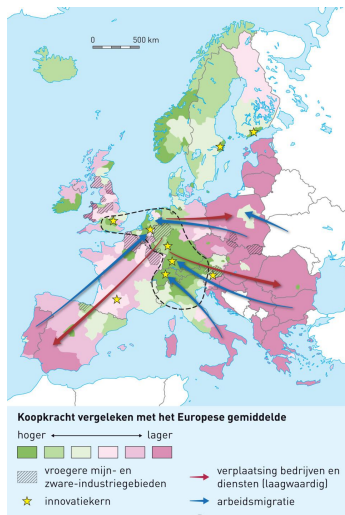 0 500 km
Koopkracht vergeleken met het Europese gemiddelde
hoger lager
vroegere mijn- en
zware-industriegebieden
innovatiekern
verplaatsing bedrijven en
diensten (laagwaardig)
arbeidsmigratie